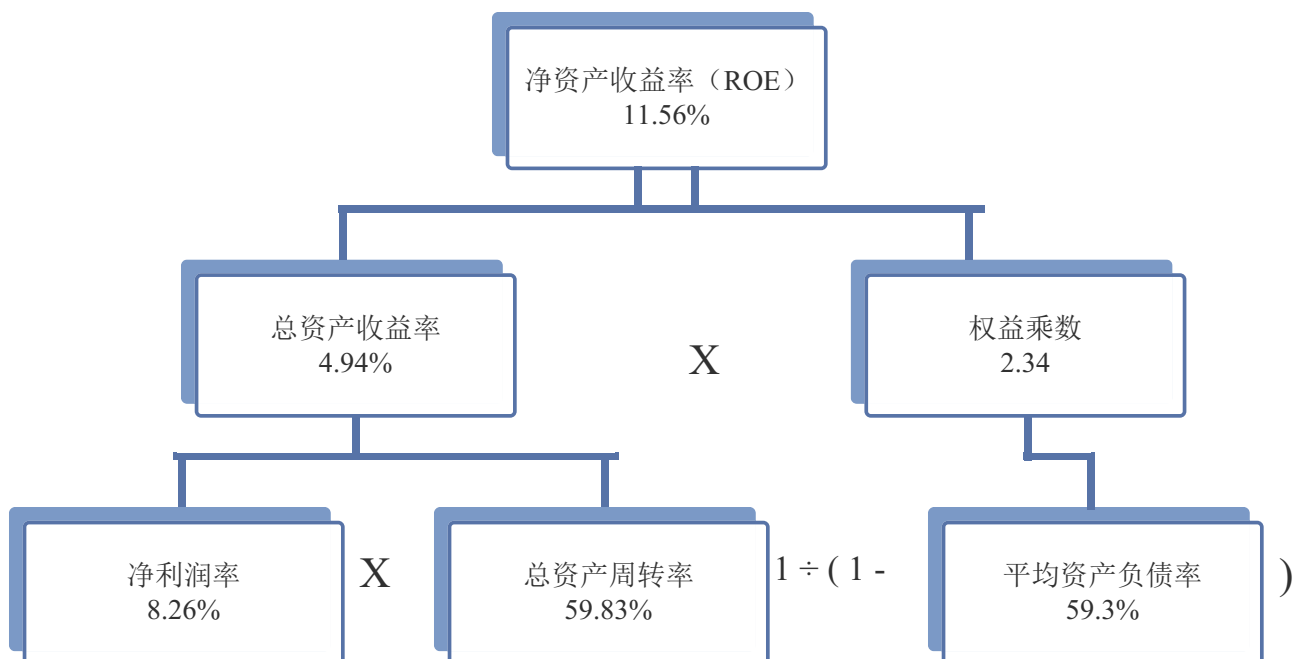 净资产收益率（ROE）
11.56%
总资产收益率
4.94%
X
权益乘数
2.34
净利润率
8.26%
X
总资产周转率
59.83%
1 ÷ ( 1 -
平均资产负债率
59.3%
)